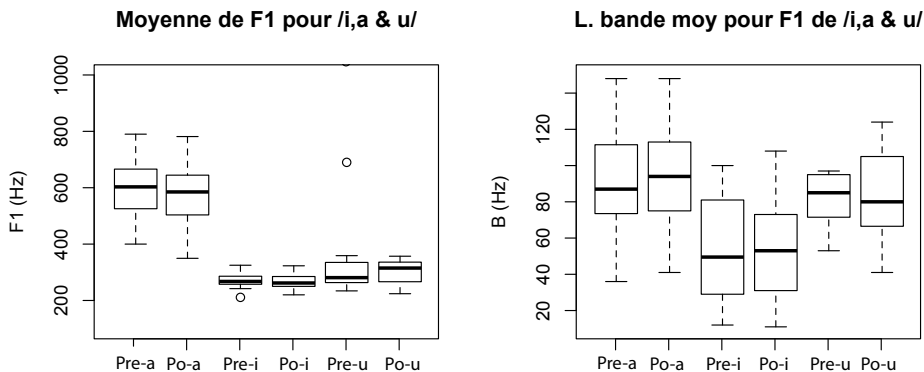 Moyenne de F1 pour /i,a & u/
F1 (Hz)
1000
800
600
400
200
Pre-a Po-a Pre-i Po-i Pre-u Po-u
L. bande moy pour F1 de /i,a & u/
B (Hz)
120
80
60
40
20
Pre-a Po-a Pre-i Po-i Pre-u Po-u